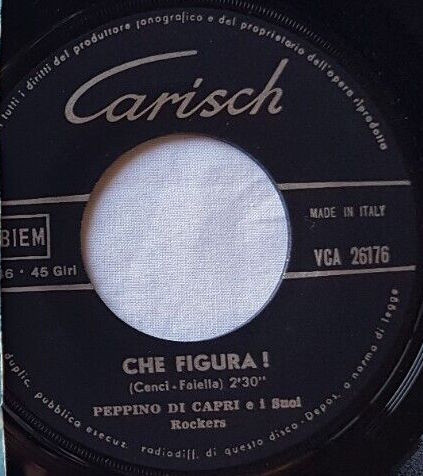 tutti i diritti del produttore fonografico e del proprietario dell'opera riprodotta
Carisch
BIEM
MADE IN ITALY
VCA 26176
6 • 45 Giri
CHE FIGURA !
(Cenci - Faiella) 2'30"
PEPPINO DI CAPRI e i Suoi
Rockers
duplic. pubblica esecuz. radiodiff. di questo disco - Depos. a norma di legge